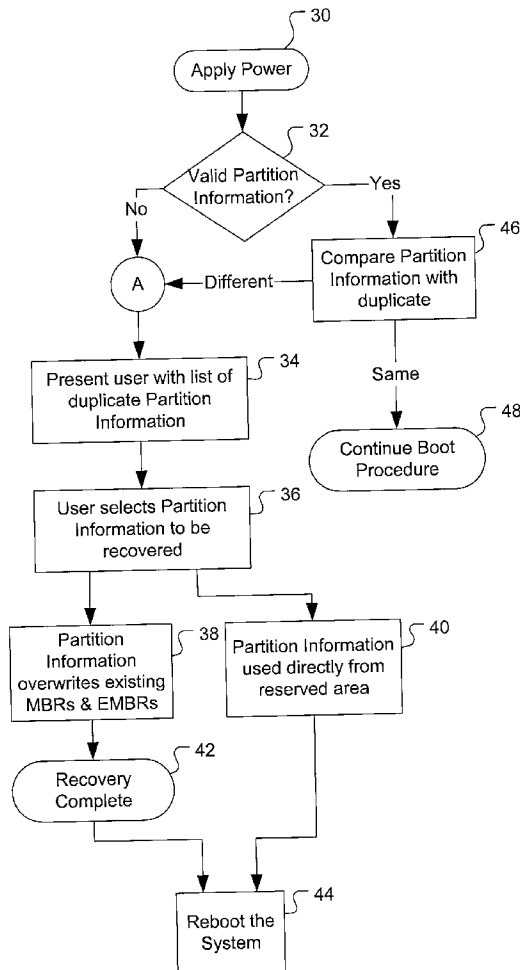 30
Apply Power
32
Valid Partition
Information?
No
Yes
46
Compare Partition
Information with
duplicate
A
Different
34
Present user with list of
duplicate Partition
Information
Same
48
Continue Boot
Procedure
36
User selects Partition
Information to be
recovered
38
Partition
Information
overwrites existing
MBRs & EMBRs
40
Partition Information
used directly from
reserved area
42
Recovery
Complete
44
Reboot the
System